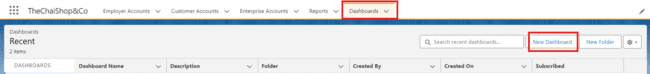 TheChaiShop&Co Employer Accounts Customer Accounts Enterprise Accounts Reports Dashboards
Dashboards
Recent
2 items
Search recent dashboards... New Dashboard New Folder
DASHBOARDS Dashboard Name Description Folder Created By Created On Subscribed